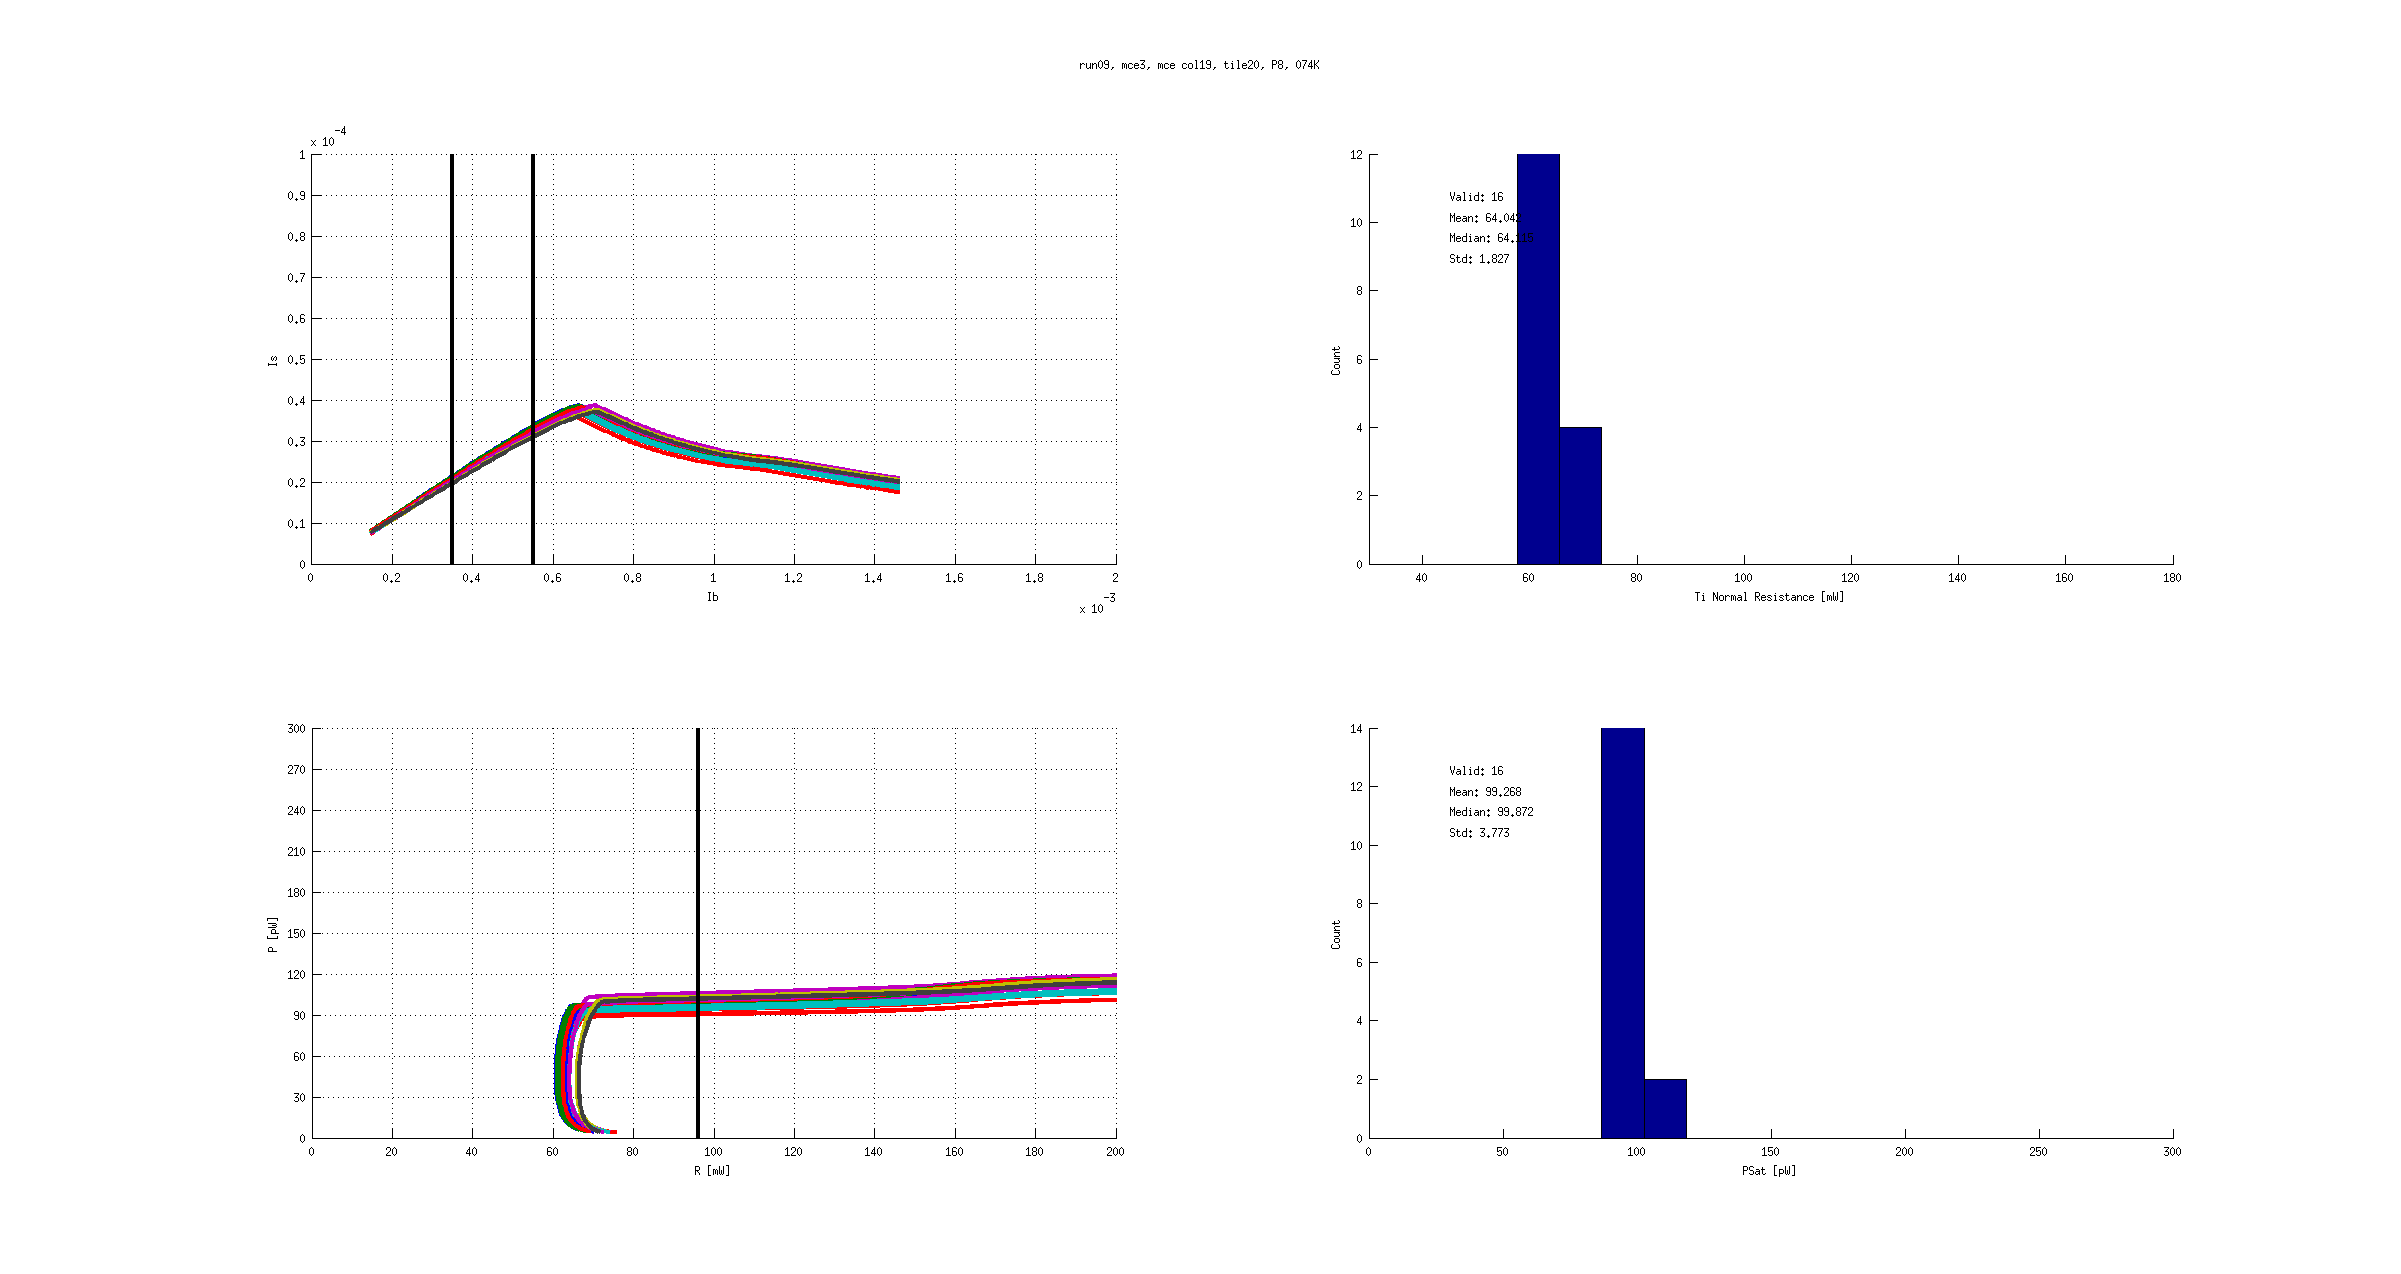 run09, mce3, mce col19, tile20, P8, 074K
x 10^-4
1
0.9
0.8
0.7
0.6
0.5
0.4
0.3
0.2
0.1
0
Is
0 0.2 0.4 0.6 0.8 1 1.2 1.4 1.6 1.8 2
Ib
x 10^-3
12
10
8
6
4
2
0
Count
Valid: 16
Mean: 64.04
Median: 64.
Std: 1.827
40 60 80 100 120 140 160 180
Ti Normal Resistance [mW]
300
270
240
210
180
150
120
90
60
30
0
P [pW]
0 20 40 60 80 100 120 140 160 180 200
R [mW]
14
12
10
8
6
4
2
0
Count
Valid: 16
Mean: 99.268
Median: 99.872
Std: 3.773
0 50 100 150 200 250 300
PSat [pW]